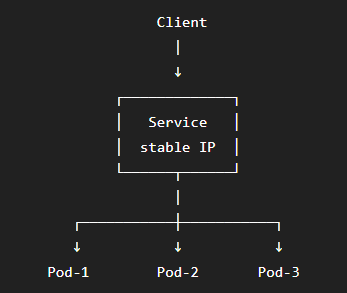 Client
Service
stable IP
Pod-1 Pod-2 Pod-3